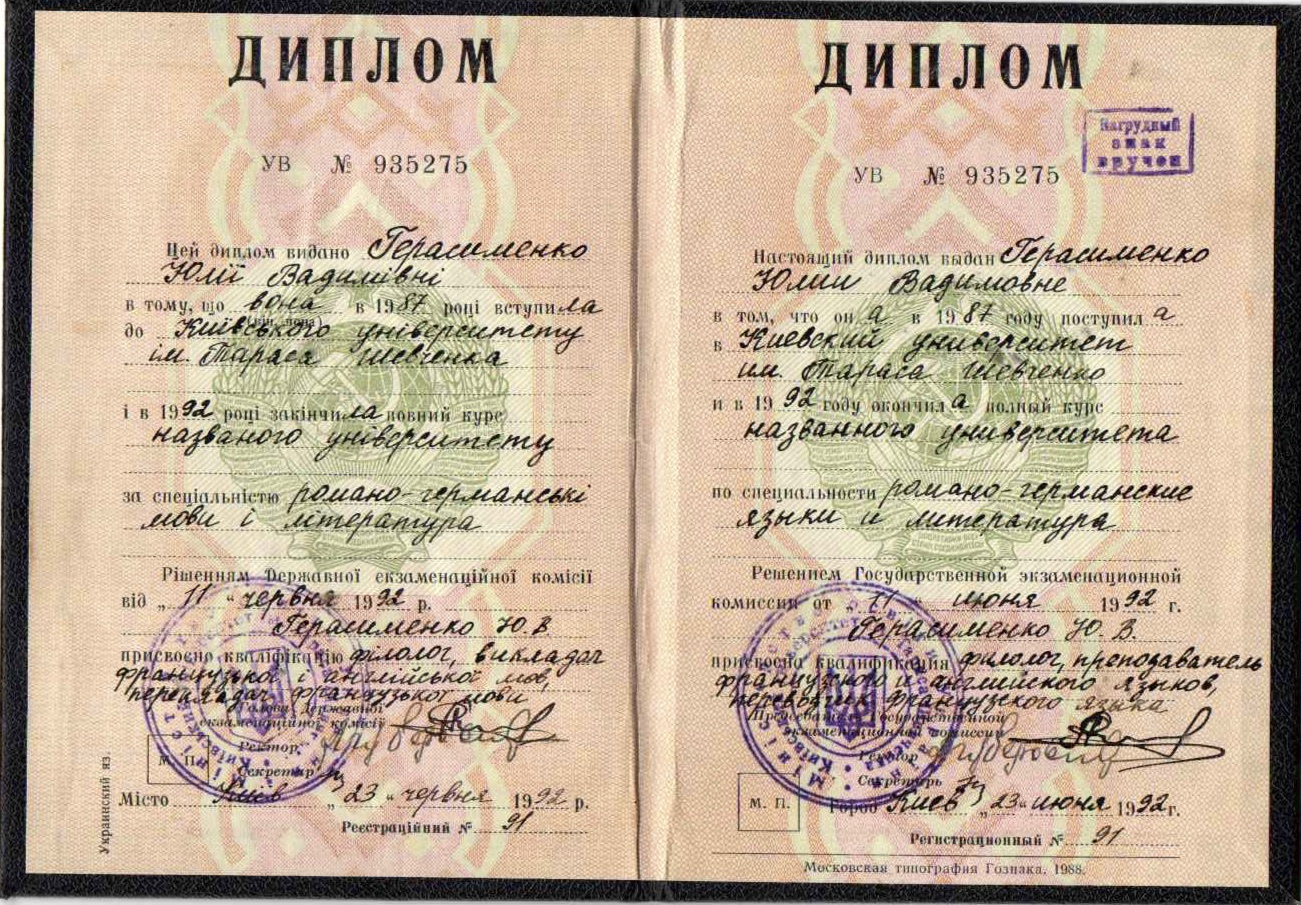 ДИПЛОМ
УВ № 935275
Цей диплом видано Герасименко
Юлії Вадимівні
в тому, що вона в 1987 році вступила
до Київського університету
ім. Тараса Шевченка
і в 1992 році закінчила повний курс
названого університету
за спеціальністю романо-германські
мови і література
Рішенням Державної екзаменаційної комісії
від „11“ червня 1992 р.
Герасименко Ю. В.
присвоєно кваліфікацію філолог, викладач
французької і англійської мов,
перекладач французької мови
Голова Державної
екзаменаційної комісії
Ректор
М. П.
Секретар
Місто Київ „23“ червня 1992 р.
Реєстраційний № 91
Украинский яз.
ДИПЛОМ
Нагрудный
знак
вручен
УВ № 935275
Настоящий диплом выдан Герасименко
Юлии Вадимовне
в том, что он а в 1987 году поступил а
в Киевский университет
им. Тараса Шевченко
и в 1992 году окончил а полный курс
названного университета
по специальности романо-германские
языки и литература
Решением Государственной экзаменационной
комиссии от „11“ июня 1992 г.
Герасименко Ю. В.
присвоена квалификация филолог, преподаватель
французского и английского языков,
переводчик французского языка
Председатель Государственной
экзаменационной комиссии
Ректор
Секретарь
М. П.
Город Киев „23“ июня 1992 г.
Регистрационный № 91
Московская типография Гознака. 1988.